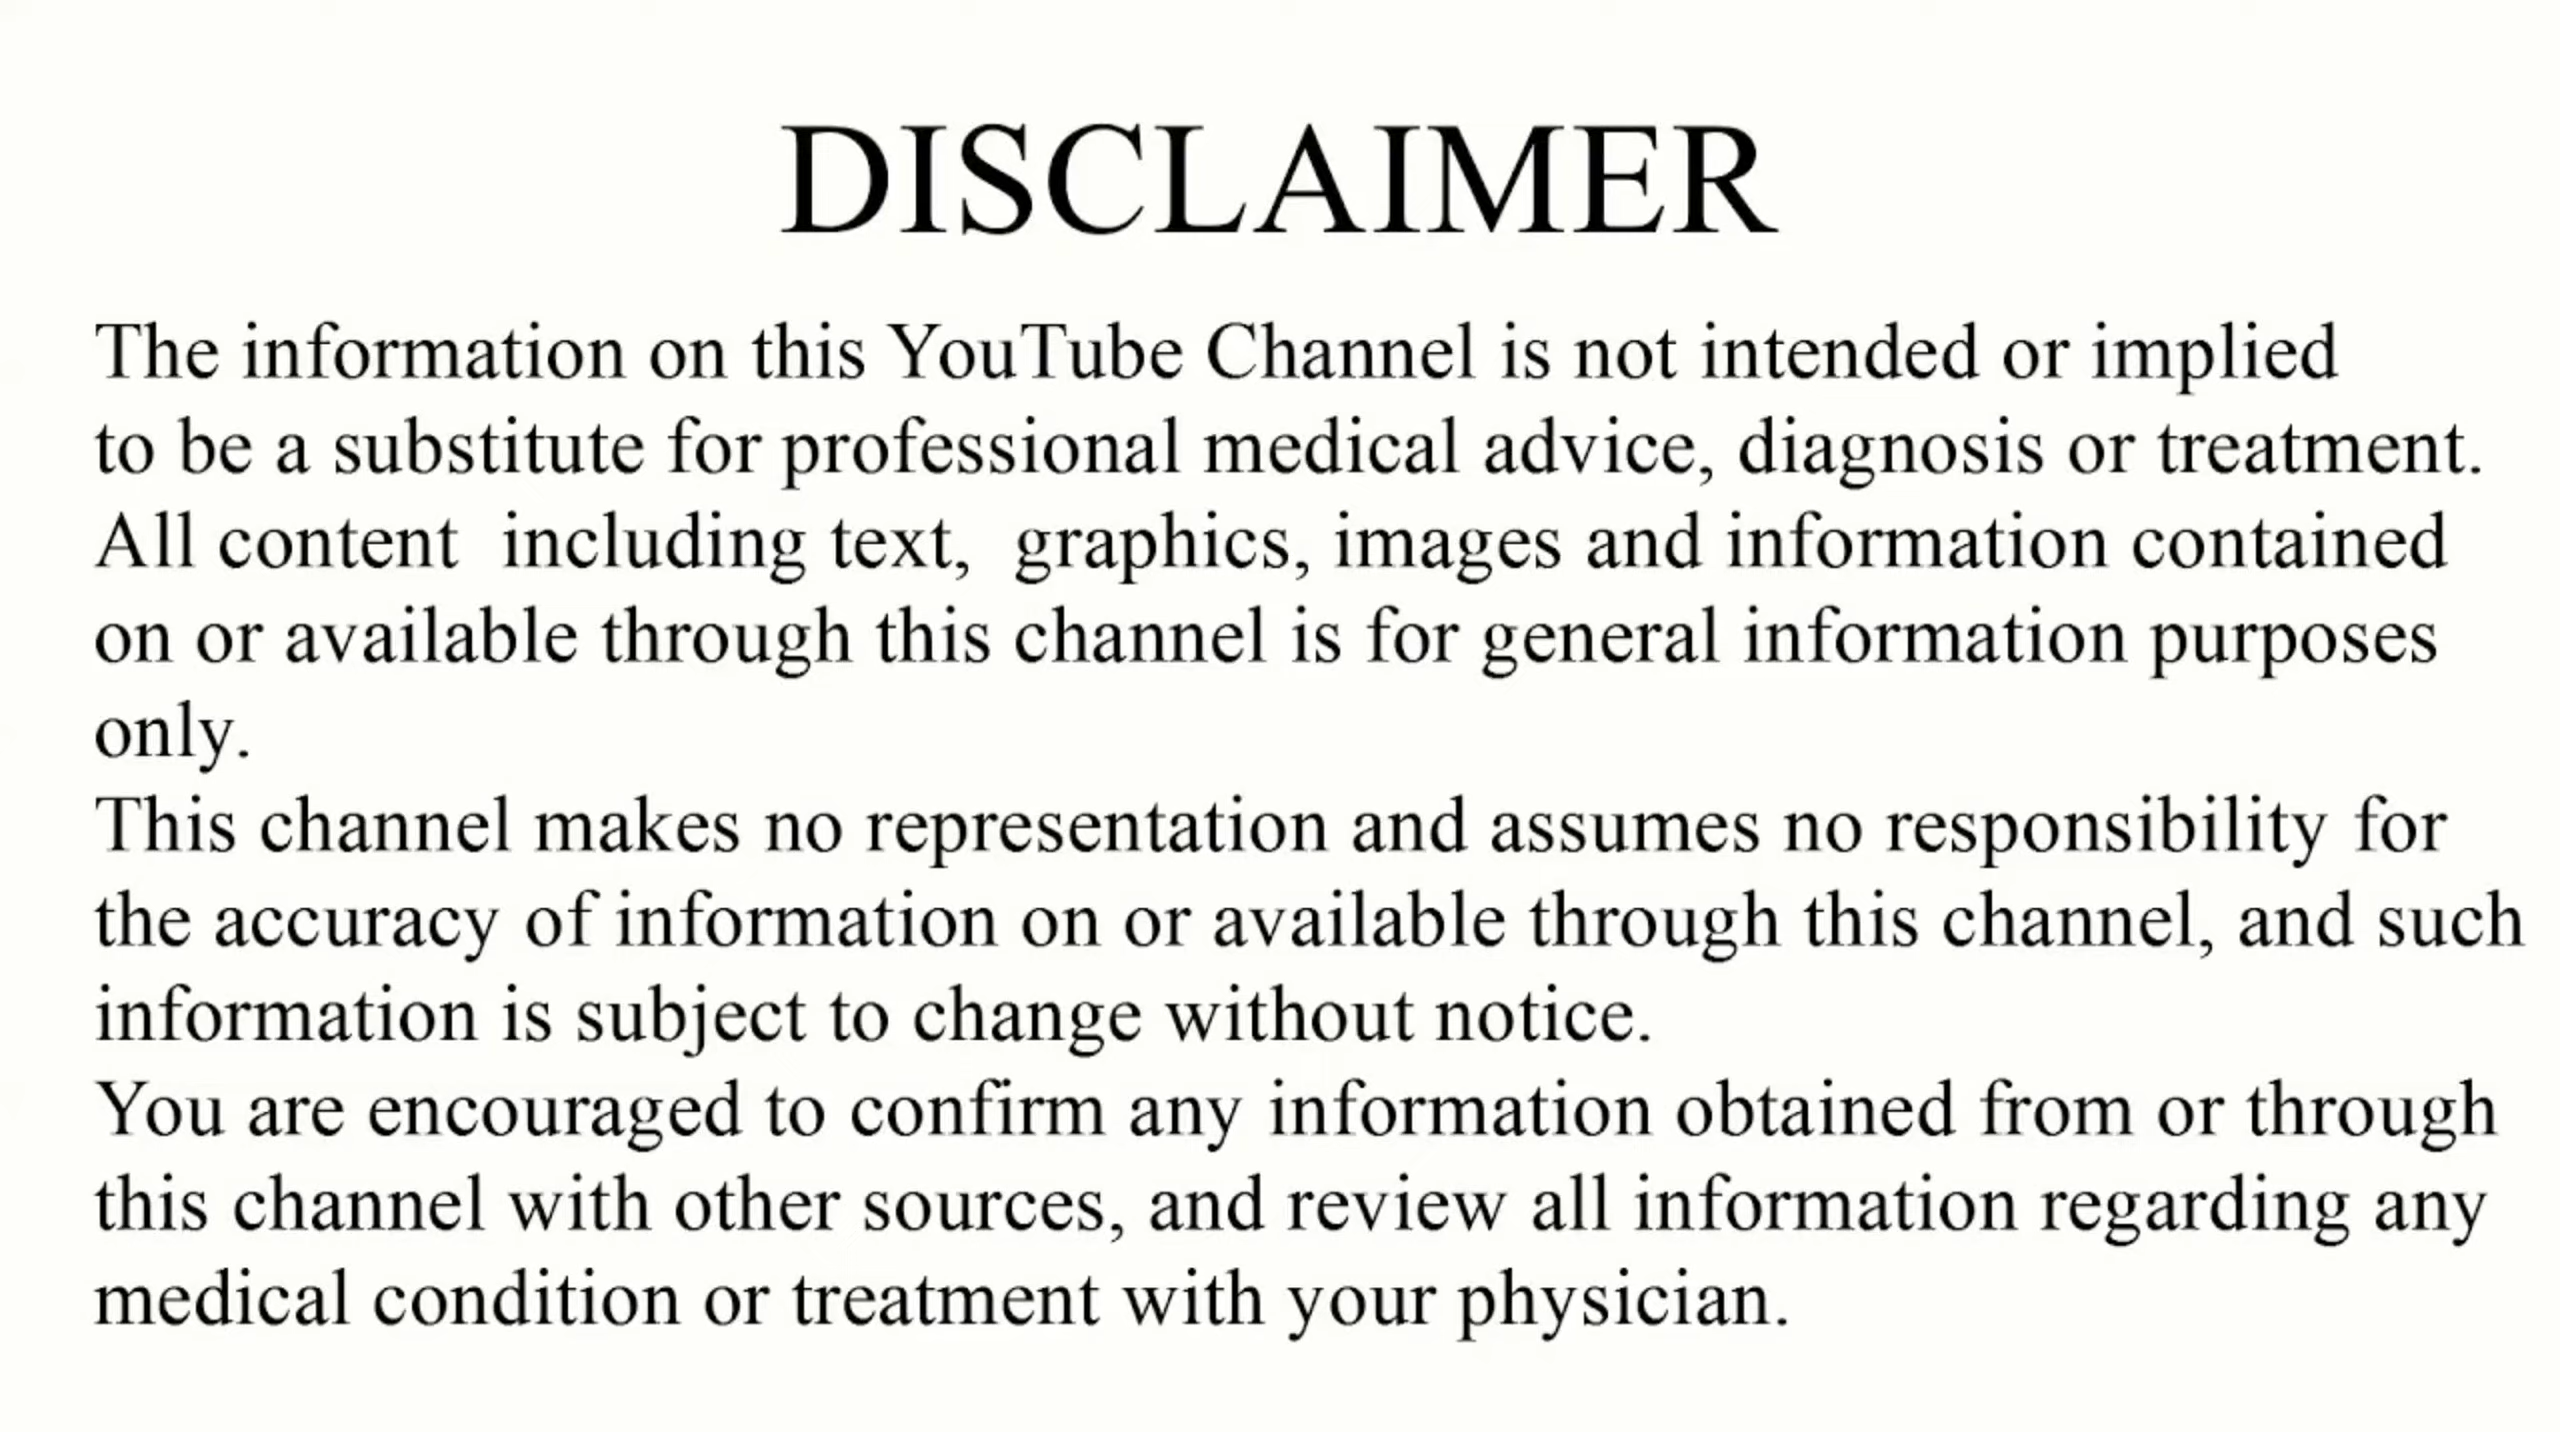 DISCLAIMER
The information on this YouTube Channel is not intended or implied
to be a substitute for professional medical advice, diagnosis or treatment.
All content  including text,  graphics, images and information contained
on or available through this channel is for general information purposes
only.
This channel makes no representation and assumes no responsibility for
the accuracy of information on or available through this channel, and such
information is subject to change without notice.
You are encouraged to confirm any information obtained from or through
this channel with other sources, and review all information regarding any
medical condition or treatment with your physician.